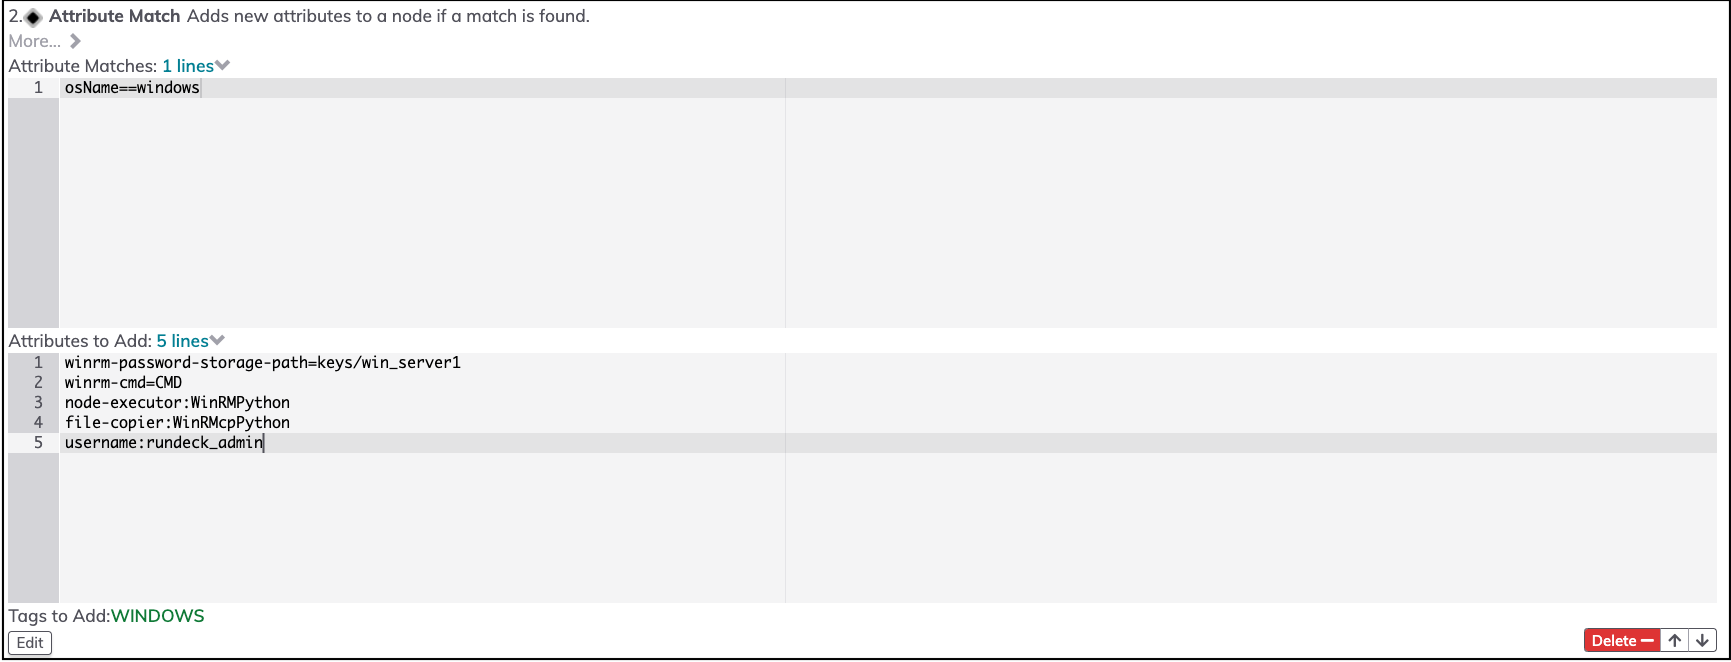 2. Attribute Match Adds new attributes to a node if a match is found.
More...
Attribute Matches: 1 lines
1 osName==windows
Attributes to Add: 5 lines
1 winrm-password-storage-path=keys/win_server1
2 winrm-cmd=CMD
3 node-executor:WinRMPython
4 file-copier:WinRMcpPython
5 username:rundeck_admin
Tags to Add:WINDOWS
Edit
Delete